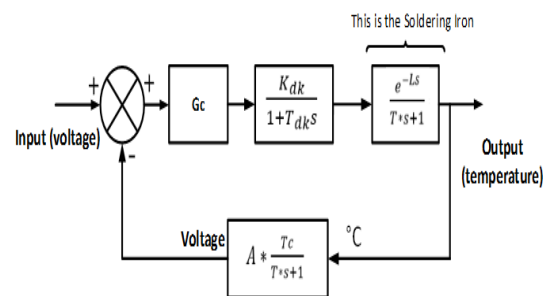 This is the Soldering Iron
+
+
-
Input (voltage)
Gc
K_dk
1+T_dk s
e^-Ls
T*s+1
Output
(temperature)
Voltage
°C
A * Tc
T*s+1